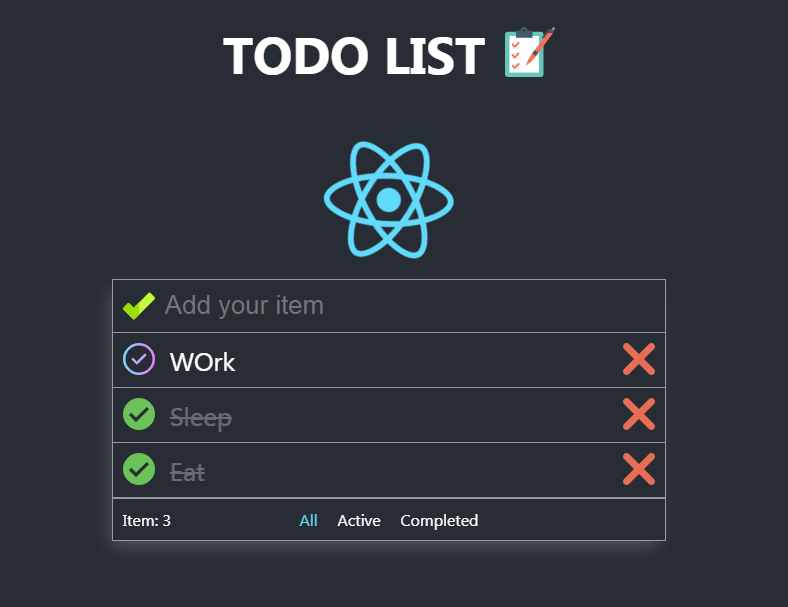 TODO LIST
Add your item
WOrk
Sleep
Eat
Item: 3 All Active Completed